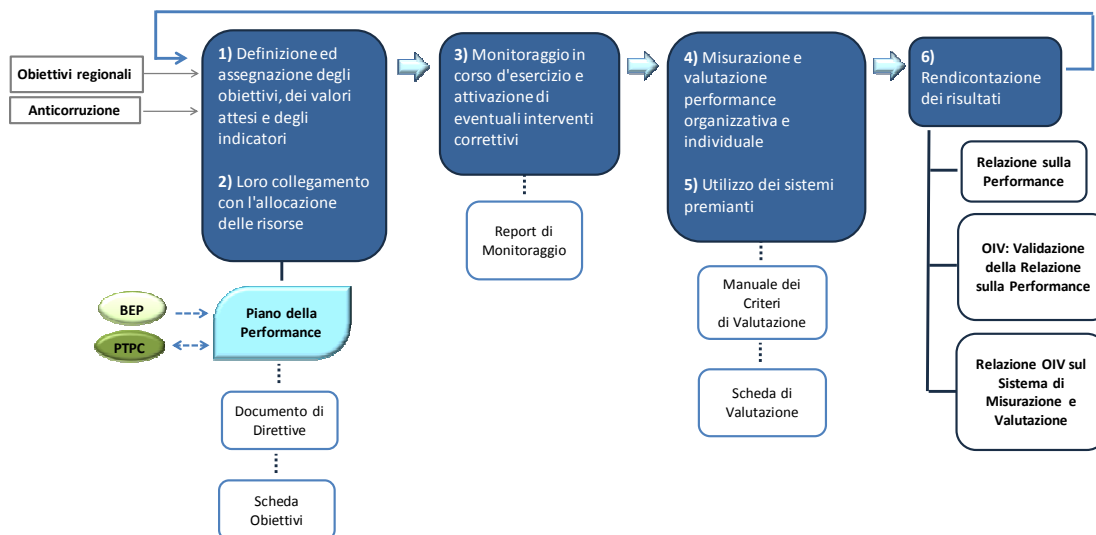 Obiettivi regionali
Anticorruzione
1) Definizione ed
assegnazione degli
obiettivi, dei valori
attesi e degli
indicatori
2) Loro collegamento
con l'allocazione
delle risorse
BEP
PTPC
Piano della
Performance
Documento di
Direttive
Scheda
Obiettivi
3) Monitoraggio in
corso d'esercizio e
attivazione di
eventuali interventi
correttivi
Report di
Monitoraggio
4) Misurazione e
valutazione
performance
organizzativa e
individuale
5) Utilizzo dei sistemi
premianti
Manuale dei
Criteri
di Valutazione
Scheda di
Valutazione
6)
Rendicontazione
dei risultati
Relazione sulla
Performance
OIV: Validazione
della Relazione
sulla Performance
Relazione OIV sul
Sistema di
Misurazione e
Valutazione